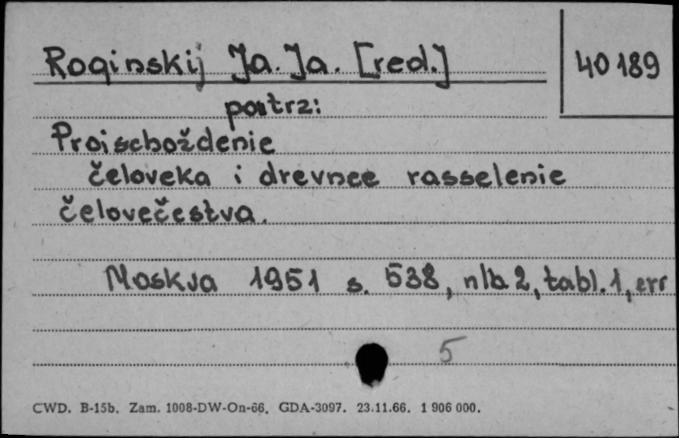 Roginskij Ja. Ja. [red.]
40189
patrz:
Proischoždenie
čeloveka i drevnee rasselenie
čelovečestva.
Moskva 1951 s. 538, nlb 2, tabl. 1, err
5
CWD. B-15b. Zam. 1008-DW-On-66. GDA-3097. 23.11.66. 1 906 000.